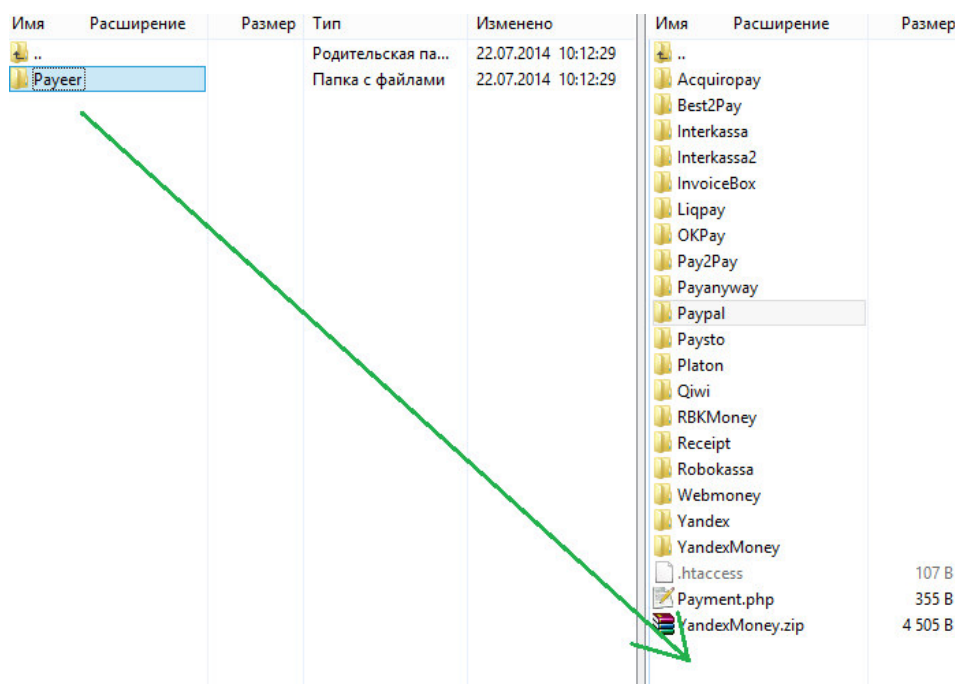 Имя Расширение Размер Тип Изменено
.. Родительская па... 22.07.2014 10:12:29
Payeer Папка с файлами 22.07.2014 10:12:29
Имя Расширение Размер
..
Acquiropay
Best2Pay
Interkassa
Interkassa2
InvoiceBox
Liqpay
OKPay
Pay2Pay
Payanyway
Paypal
Paysto
Platon
Qiwi
RBKMoney
Receipt
Robokassa
Webmoney
Yandex
YandexMoney
.htaccess 107 B
Payment.php 355 B
YandexMoney.zip 4 505 B